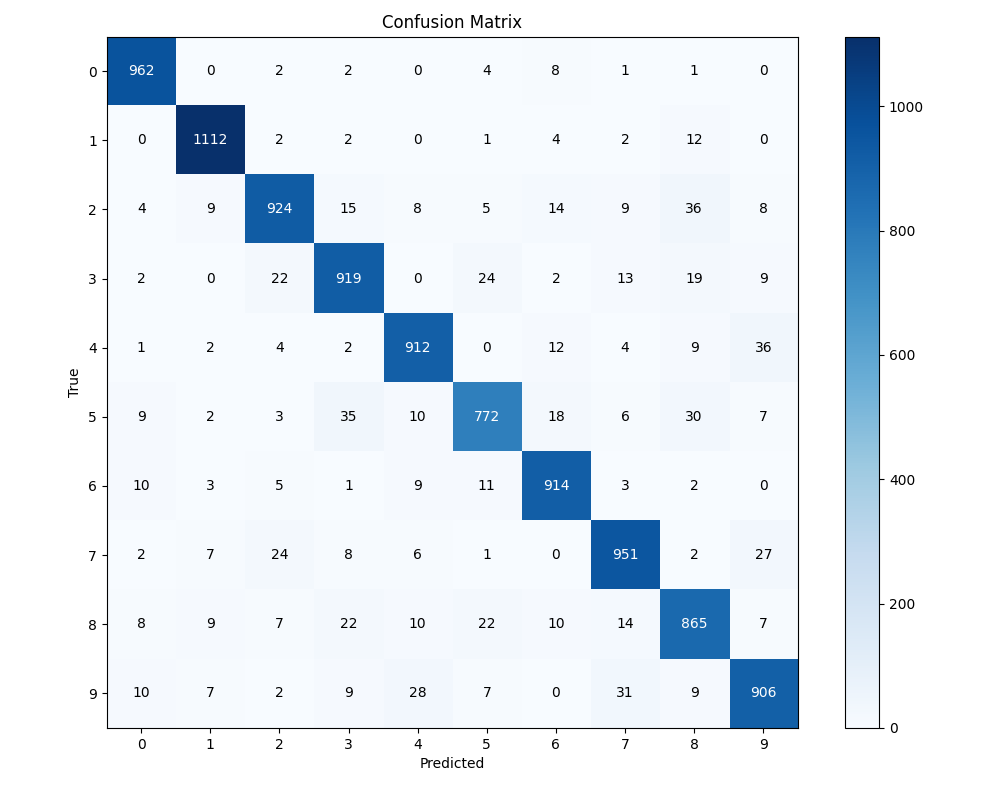 Confusion Matrix
0 962 0 2 2 0 4 8 1 1 0
1 0 1112 2 2 0 1 4 2 12 0
2 4 9 924 15 8 5 14 9 36 8
3 2 0 22 919 0 24 2 13 19 9
4 1 2 4 2 912 0 12 4 9 36
5 9 2 3 35 10 772 18 6 30 7
6 10 3 5 1 9 11 914 3 2 0
7 2 7 24 8 6 1 0 951 2 27
8 8 9 7 22 10 22 10 14 865 7
9 10 7 2 9 28 7 0 31 9 906
0 1 2 3 4 5 6 7 8 9
Predicted
True
1000
800
600
400
200
0